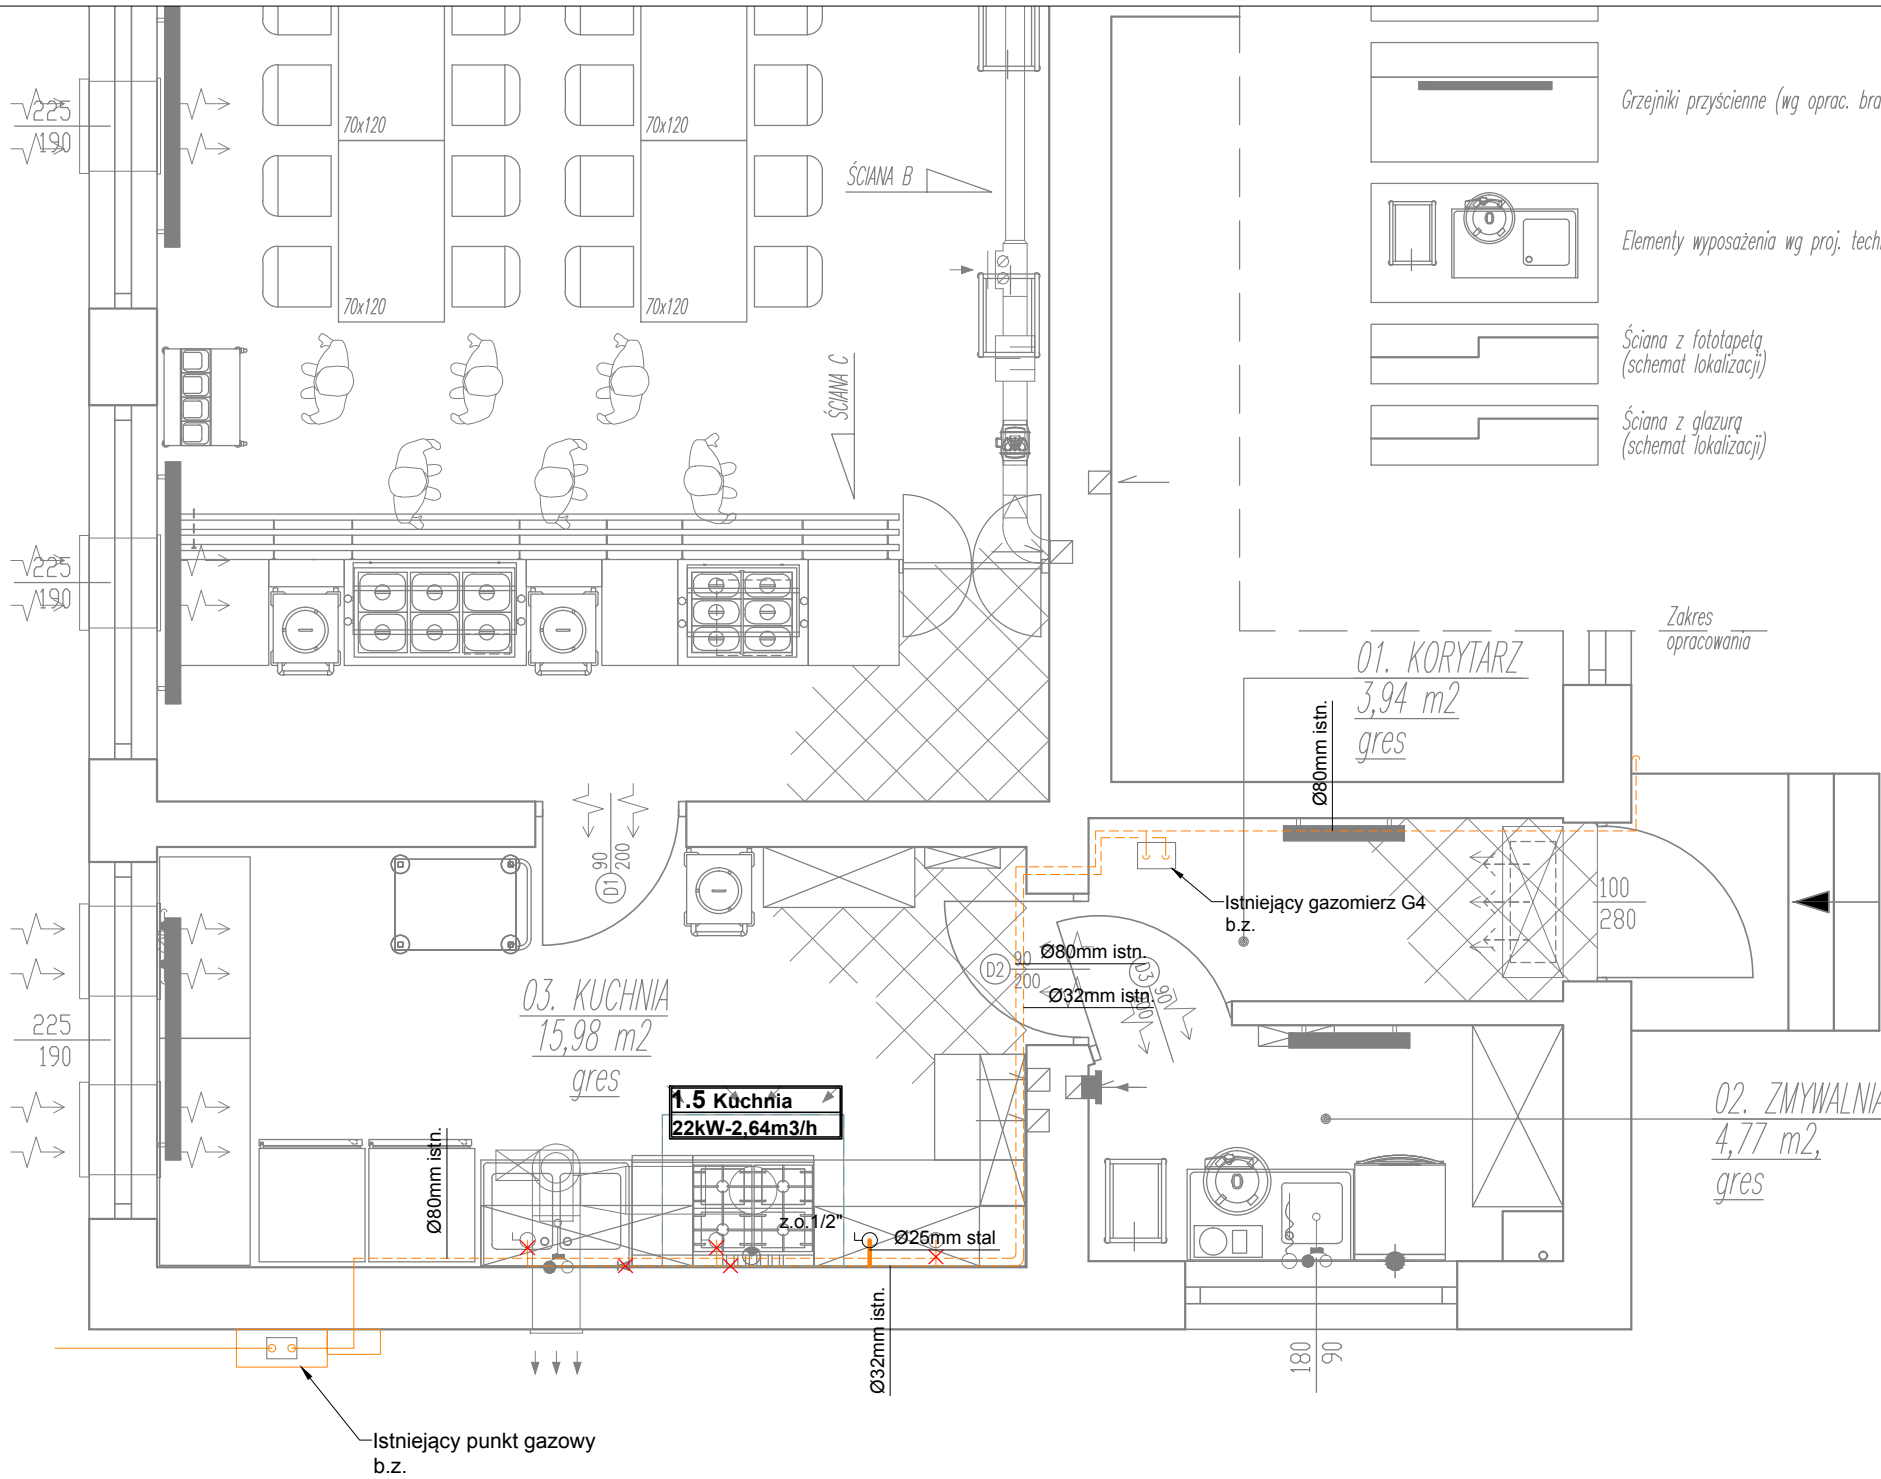 225
190
70x120
70x120
ŚCIANA B
Grzejniki przyścienne (wg oprac. bra
Elementy wyposażenia wg proj. tech
70x120
70x120
ŚCIANA C
Ściana z fototapetą
(schemat lokalizacji)
Ściana z glazurą
(schemat lokalizacji)
225
190
Zakres
opracowania
01. KORYTARZ
3,94 m2
gres
Ø80mm istn.
90
200
D1
Istniejący gazomierz G4
b.z.
100
280
D2
90
200
Ø80mm istn.
Ø32mm istn.
D3
90
200
03. KUCHNIA
15,98 m2
gres
225
190
1.5 Kuchnia
22kW-2,64m3/h
02. ZMYWALNIA
4,77 m2,
gres
Ø80mm istn.
z.o.1/2"
Ø25mm stal
Ø32mm istn.
180
90
Istniejący punkt gazowy
b.z.